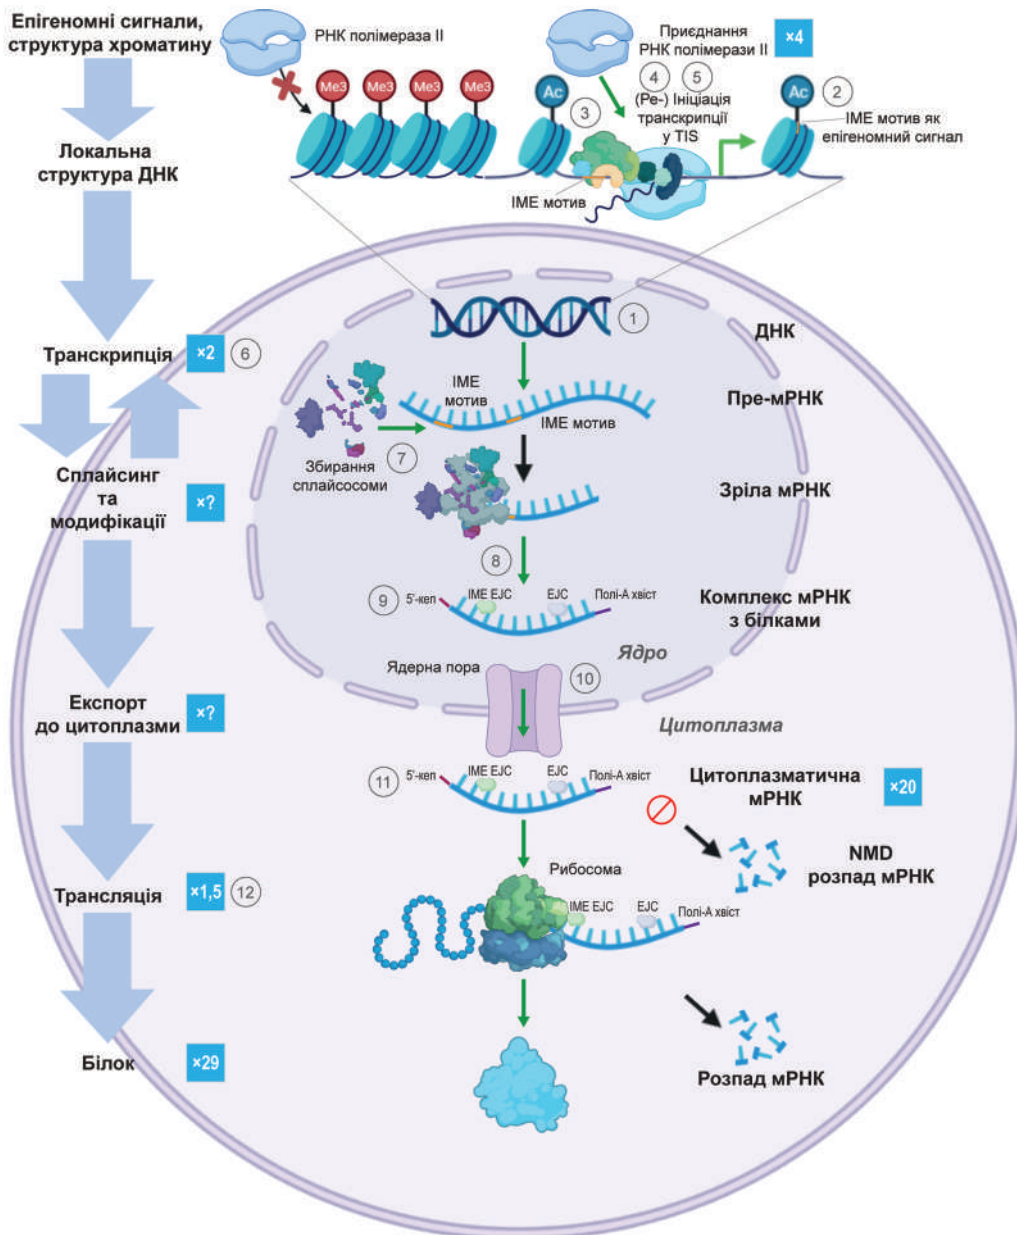 Епігеномні сигнали,
структура хроматину
РНК полімераза II
Приєднання
РНК полімерази II
×4
Me3
Me3
Me3
Me3
Ac
3
4
5
(Ре-) Ініціація
транскрипції
у TIS
Ac
2
IME мотив як
епігеномний сигнал
IME мотив
Локальна
структура ДНК
1
ДНК
Транскрипція
×2
6
IME
мотив
IME мотив
Пре-мРНК
7
Збирання
сплайсосоми
Сплайсинг
та
модифікації
×?
Зріла мРНК
8
9
5'-кеп
IME EJC
EJC
Полі-А хвіст
Комплекс мРНК
з білками
Ядро
Ядерна пора
10
Експорт
до цитоплазми
×?
Цитоплазма
11
5'-кеп
IME EJC
EJC
Полі-А хвіст
Цитоплазматична
мРНК
×20
NMD
розпад мРНК
Трансляція
×1,5
12
Рибосома
IME EJC
EJC
Полі-А хвіст
Білок
×29
Розпад мРНК